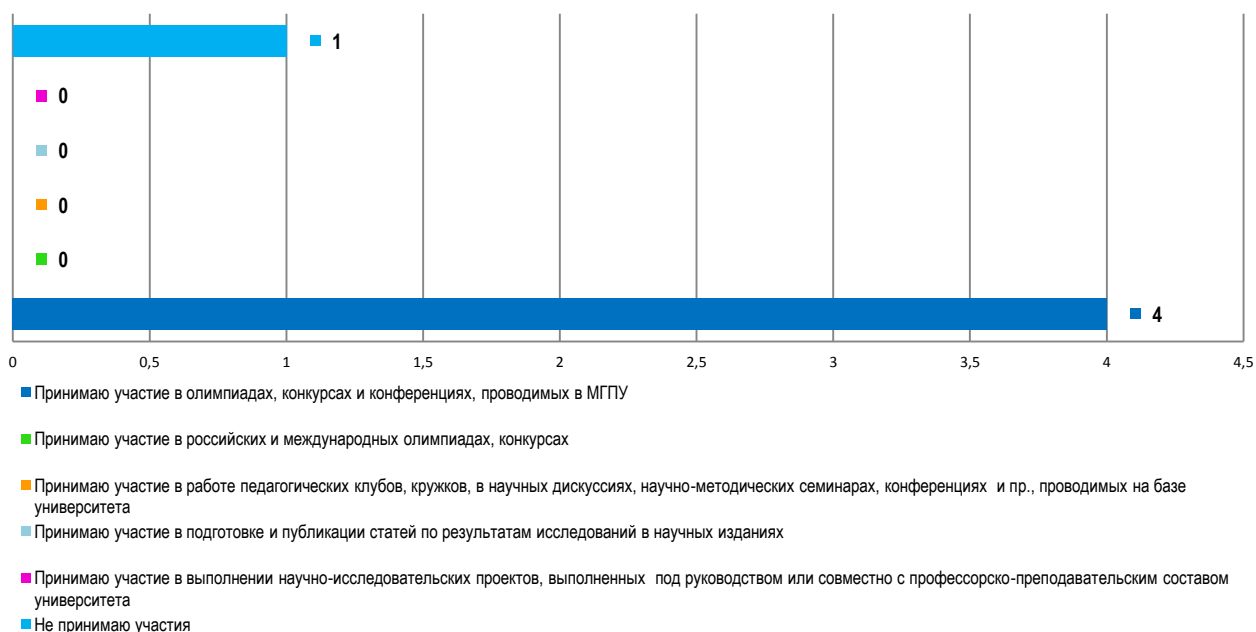 1
0
0
0
0
4
0 0,5 1 1,5 2 2,5 3 3,5 4 4,5
Принимаю участие в олимпиадах, конкурсах и конференциях, проводимых в МГПУ
Принимаю участие в российских и международных олимпиадах, конкурсах
Принимаю участие в работе педагогических клубов, кружков, в научных дискуссиях, научно-методических семинарах, конференциях и пр., проводимых на базе
университета
Принимаю участие в подготовке и публикации статей по результатам исследований в научных изданиях
Принимаю участие в выполнении научно-исследовательских проектов, выполненных под руководством или совместно с профессорско-преподавательским составом
университета
Не принимаю участия